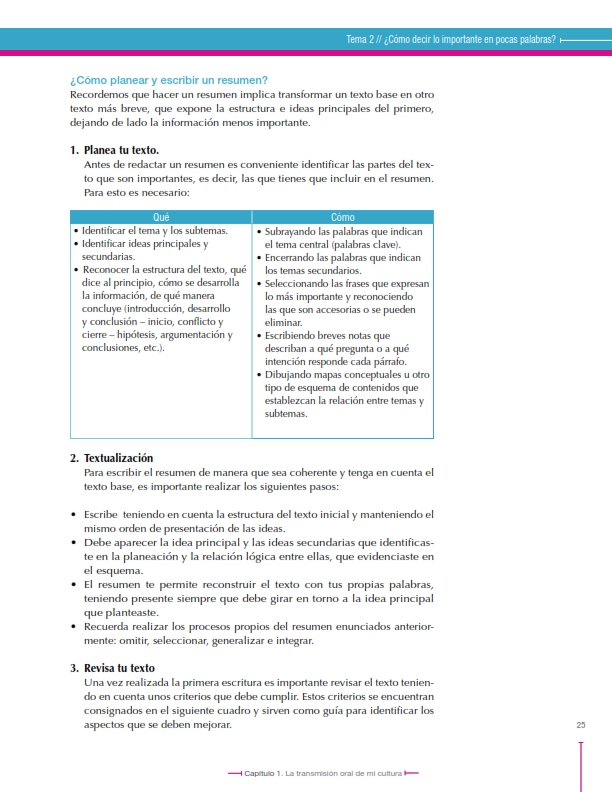 Tema 2 // ¿Cómo decir lo importante en pocas palabras?
¿Cómo planear y escribir un resumen?
Recordemos que hacer un resumen implica transformar un texto base en otro
texto más breve, que expone la estructura e ideas principales del primero,
dejando de lado la información menos importante.
1. Planea tu texto.
Antes de redactar un resumen es conveniente identificar las partes del tex-
to que son importantes, es decir, las que tienes que incluir en el resumen.
Para esto es necesario:
Qué
• Identificar el tema y los subtemas.
• Identificar ideas principales y
secundarias.
• Reconocer la estructura del texto, qué
dice al principio, cómo se desarrolla
la información, de qué manera
concluye (introducción, desarrollo
y conclusión – inicio, conflicto y
cierre – hipótesis, argumentación y
conclusiones, etc.).
Cómo
• Subrayando las palabras que indican
el tema central (palabras clave).
• Encerrando las palabras que indican
los temas secundarios.
• Seleccionando las frases que expresan
lo más importante y reconociendo
las que son accesorias o se pueden
eliminar.
• Escribiendo breves notas que
describan a qué pregunta o a qué
intención responde cada párrafo.
• Dibujando mapas conceptuales u otro
tipo de esquema de contenidos que
establezcan la relación entre temas y
subtemas.
2. Textualización
Para escribir el resumen de manera que sea coherente y tenga en cuenta el
texto base, es importante realizar los siguientes pasos:
• Escribe teniendo en cuenta la estructura del texto inicial y manteniendo el
mismo orden de presentación de las ideas.
• Debe aparecer la idea principal y las ideas secundarias que identificas-
te en la planeación y la relación lógica entre ellas, que evidenciaste en
el esquema.
• El resumen te permite reconstruir el texto con tus propias palabras,
teniendo presente siempre que debe girar en torno a la idea principal
que planteaste.
• Recuerda realizar los procesos propios del resumen enunciados anterior-
mente: omitir, seleccionar, generalizar e integrar.
3. Revisa tu texto
Una vez realizada la primera escritura es importante revisar el texto tenien-
do en cuenta unos criterios que debe cumplir. Estos criterios se encuentran
consignados en el siguiente cuadro y sirven como guía para identificar los
aspectos que se deben mejorar.
25
Capítulo 1. La transmisión oral de mi cultura